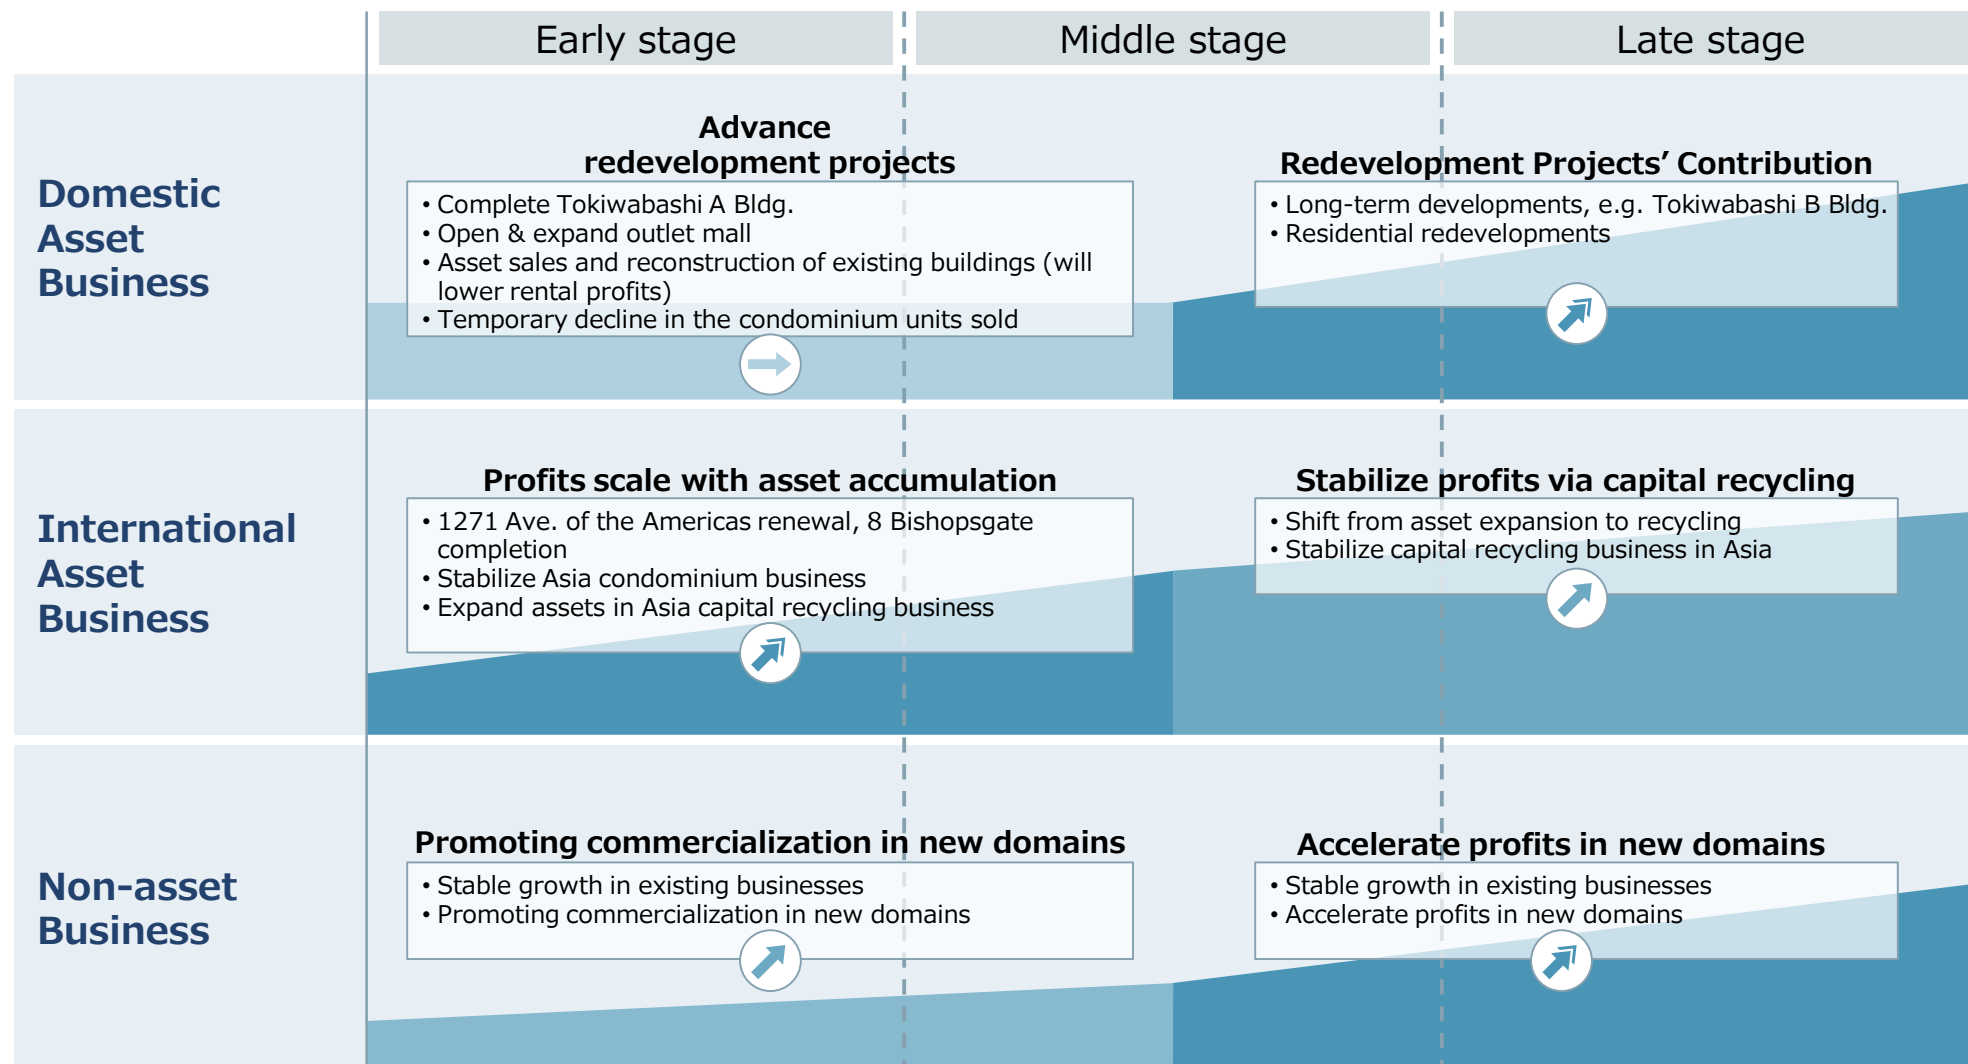 Early stage
Middle stage
Late stage
Domestic
Asset
Business
Advance
redevelopment projects
• Complete Tokiwabashi A Bldg.
• Open & expand outlet mall
• Asset sales and reconstruction of existing buildings (will
lower rental profits)
• Temporary decline in the condominium units sold
Redevelopment Projects’ Contribution
• Long-term developments, e.g. Tokiwabashi B Bldg.
• Residential redevelopments
International
Asset
Business
Profits scale with asset accumulation
• 1271 Ave. of the Americas renewal, 8 Bishopsgate
completion
• Stabilize Asia condominium business
• Expand assets in Asia capital recycling business
Stabilize profits via capital recycling
• Shift from asset expansion to recycling
• Stabilize capital recycling business in Asia
Non-asset
Business
Promoting commercialization in new domains
• Stable growth in existing businesses
• Promoting commercialization in new domains
Accelerate profits in new domains
• Stable growth in existing businesses
• Accelerate profits in new domains